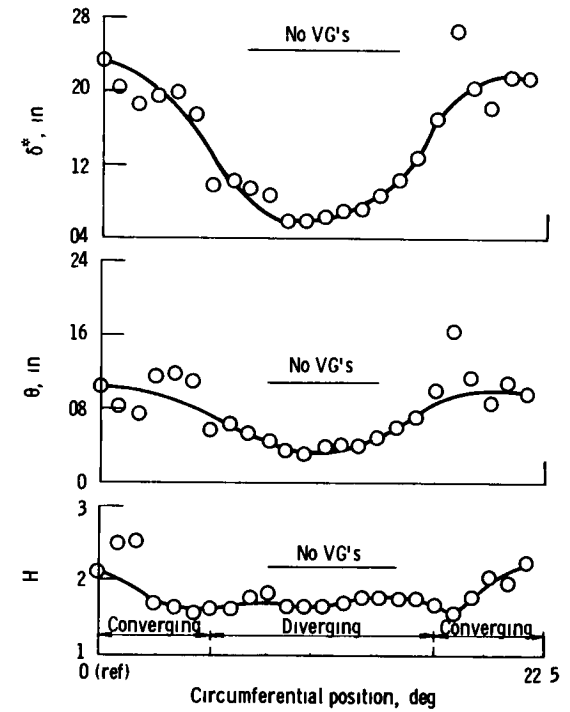 28
No VG's
20
δ*, in
12
04
24
16
No VG's
θ, in
08
0
3
No VG's
2
H
Converging
Diverging
Converging
1
0 (ref)
22 5
Circumferential position, deg